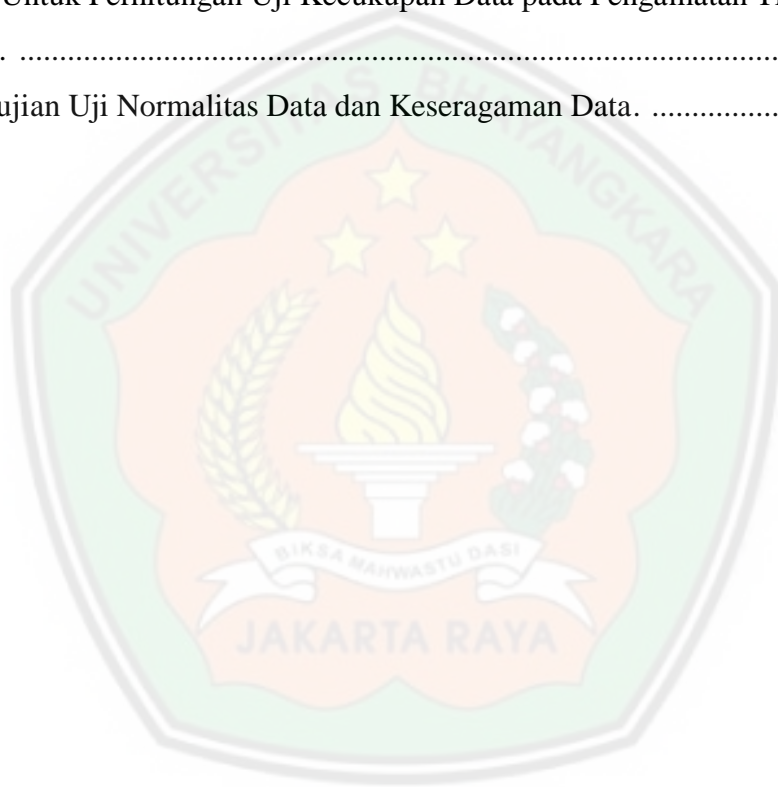 Untuk Perhitungan Uji Kecukupan Data pada Pengamatan
. ................................................................................................
ujian Uji Normalitas Data dan Keseragaman Data. ................
UNIVERSITAS BHAYANGKARA
BIKSA MAHWASTU DASI
JAKARTA RAYA